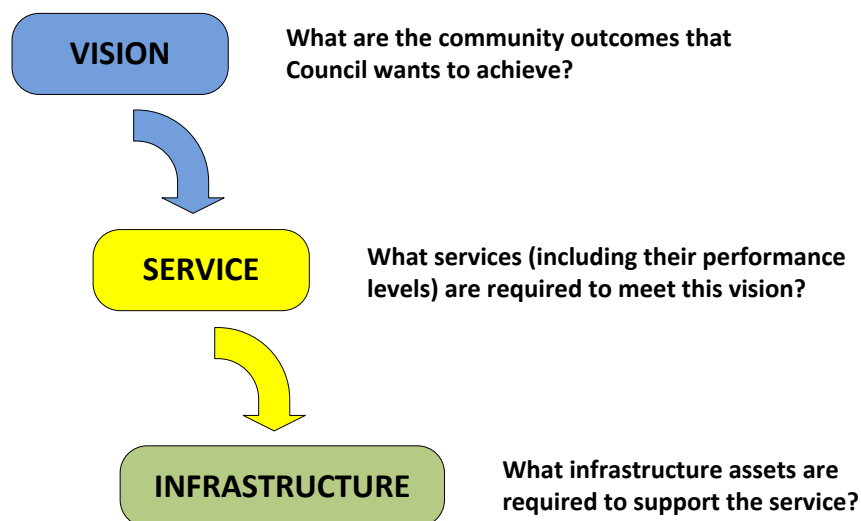 VISION
What are the community outcomes that
Council wants to achieve?
SERVICE
What services (including their performance
levels) are required to meet this vision?
INFRASTRUCTURE
What infrastructure assets are
required to support the service?